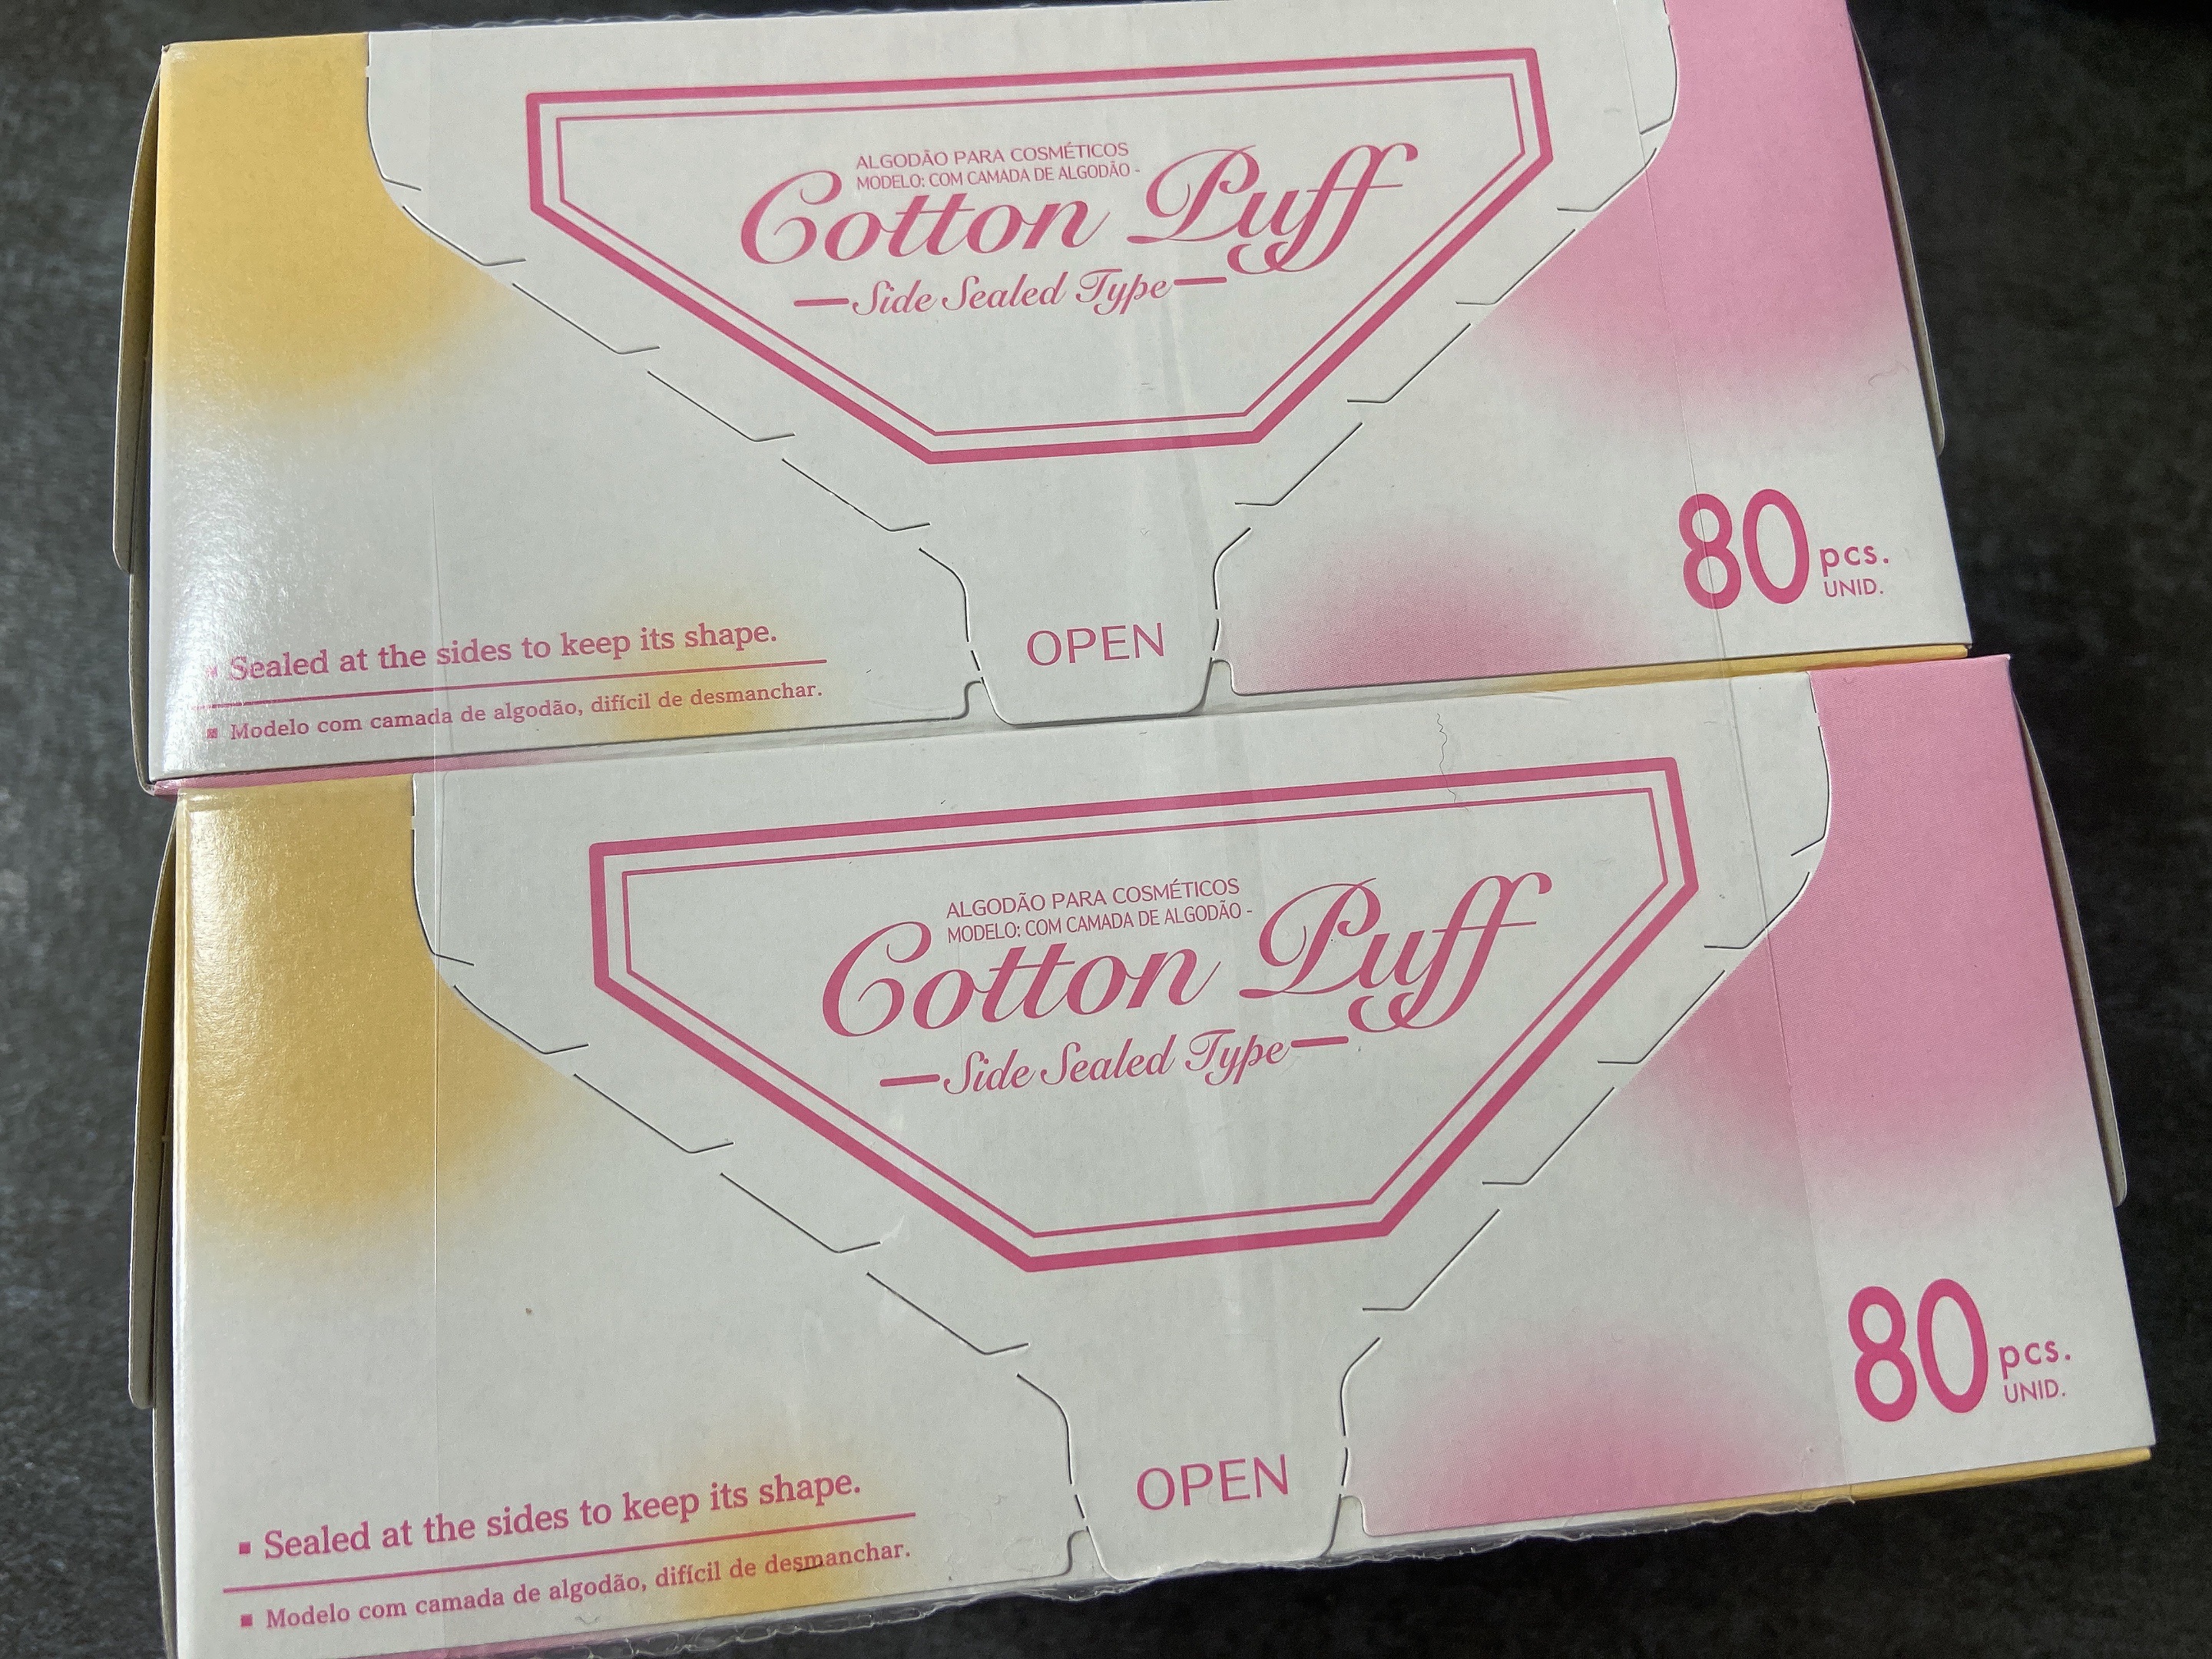 ALGODÃO PARA COSMÉTICOS
MODELO: COM CAMADA DE ALGODÃO -
Cotton Puff
Side Sealed Type
80 pcs.
UNID.
OPEN
Sealed at the sides to keep its shape.
Modelo com camada de algodão, difícil de desmanchar.
ALGODÃO PARA COSMÉTICOS
MODELO: COM CAMADA DE ALGODÃO -
Cotton Puff
Side Sealed Type
80 pcs.
UNID.
OPEN
Sealed at the sides to keep its shape.
Modelo com camada de algodão, difícil de desmanchar.